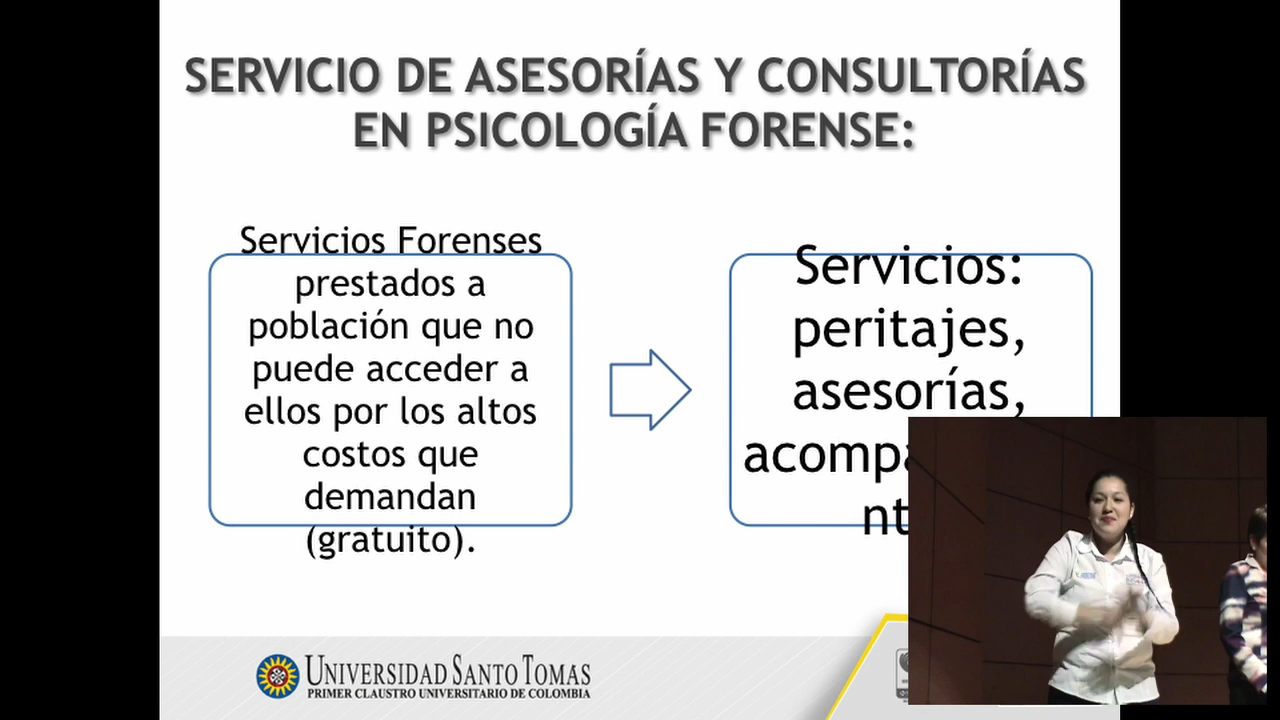 SERVICIO DE ASESORÍAS Y CONSULTORÍAS
EN PSICOLOGÍA FORENSE:
Servicios Forenses
prestados a
población que no
puede acceder a
ellos por los altos
costos que
demandan
(gratuito).
Servicios:
peritajes,
asesorías,
UNIVERSIDAD SANTO TOMAS
PRIMER CLAUSTRO UNIVERSITARIO DE COLOMBIA